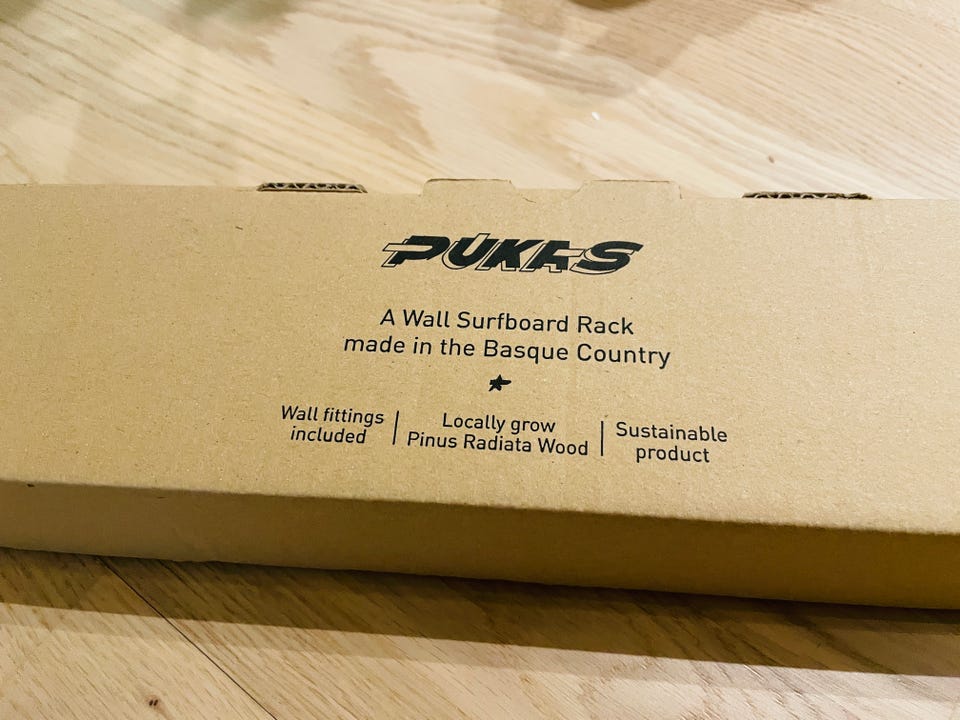 PUKAS
A Wall Surfboard Rack
made in the Basque Country
Wall fittings
included
Locally grow
Pinus Radiata Wood
Sustainable
product